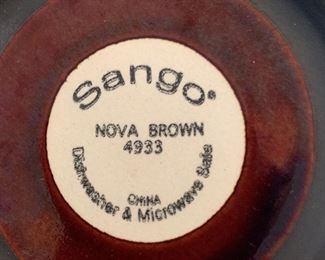 Sango®
NOVA BROWN
4933
CHINA
Dishwasher & Microwave Safe